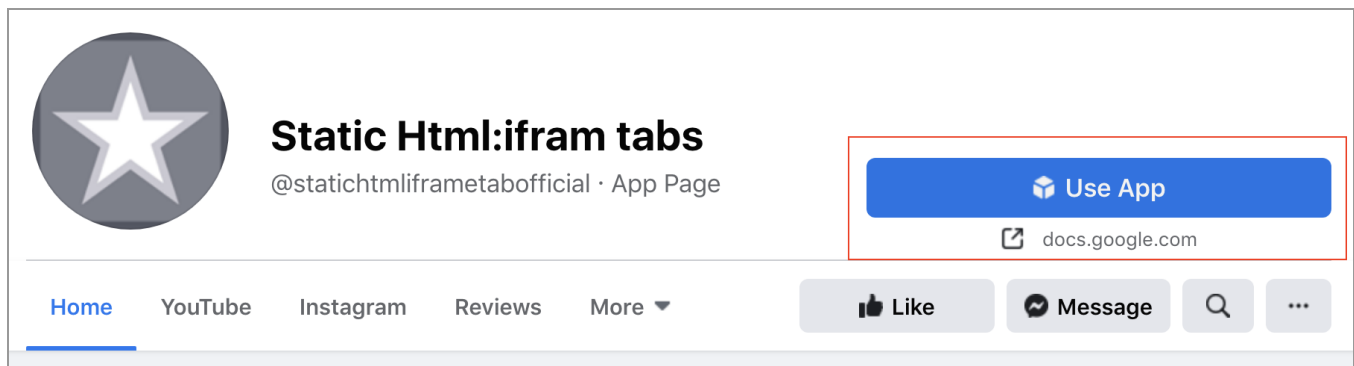 Static Html:ifram tabs
@statichtmliframetabofficial · App Page
Use App
docs.google.com
Home YouTube Instagram Reviews More Like Message